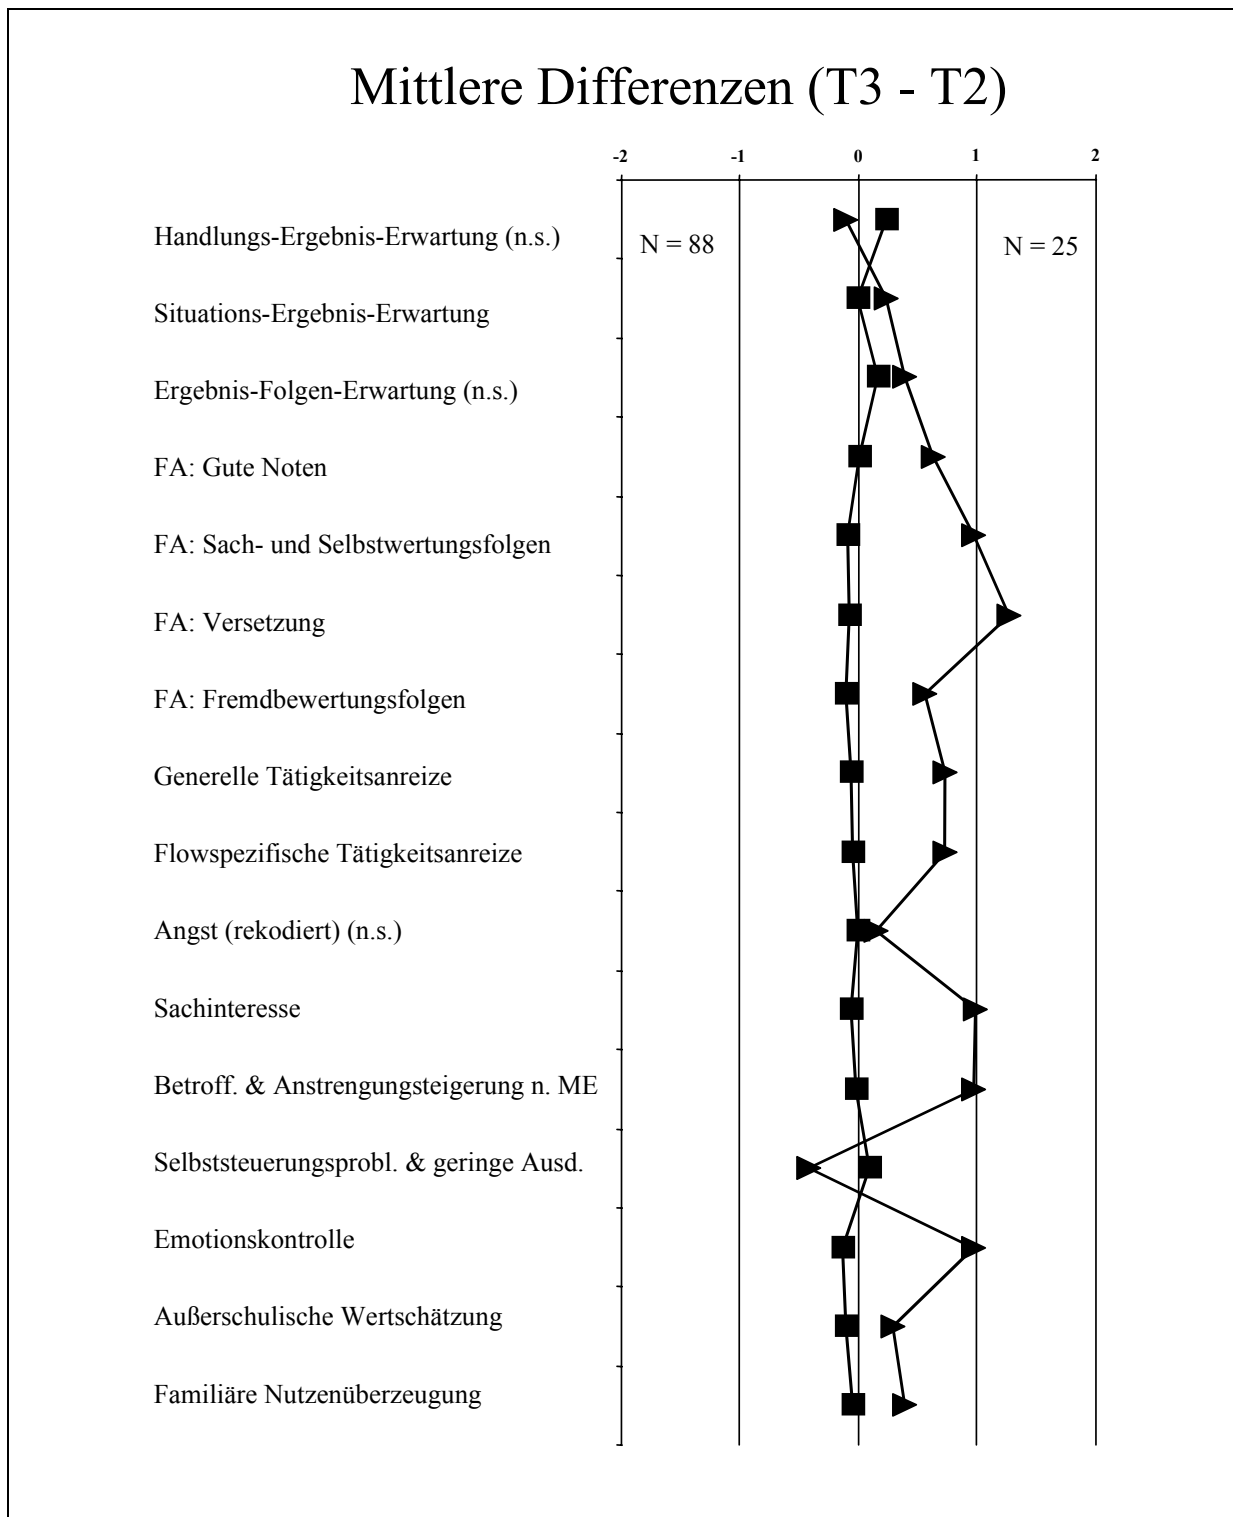 Mittlere Differenzen (T3 - T2)
-2 -1 0 1 2
Handlungs-Ergebnis-Erwartung (n.s.)
N = 88
N = 25
Situations-Ergebnis-Erwartung
Ergebnis-Folgen-Erwartung (n.s.)
FA: Gute Noten
FA: Sach- und Selbstwertungsfolgen
FA: Versetzung
FA: Fremdbewertungsfolgen
Generelle Tätigkeitsanreize
Flowspezifische Tätigkeitsanreize
Angst (rekodiert) (n.s.)
Sachinteresse
Betroff. & Anstrengungsteigerung n. ME
Selbststeuerungsprobl. & geringe Ausd.
Emotionskontrolle
Außerschulische Wertschätzung
Familiäre Nutzenüberzeugung